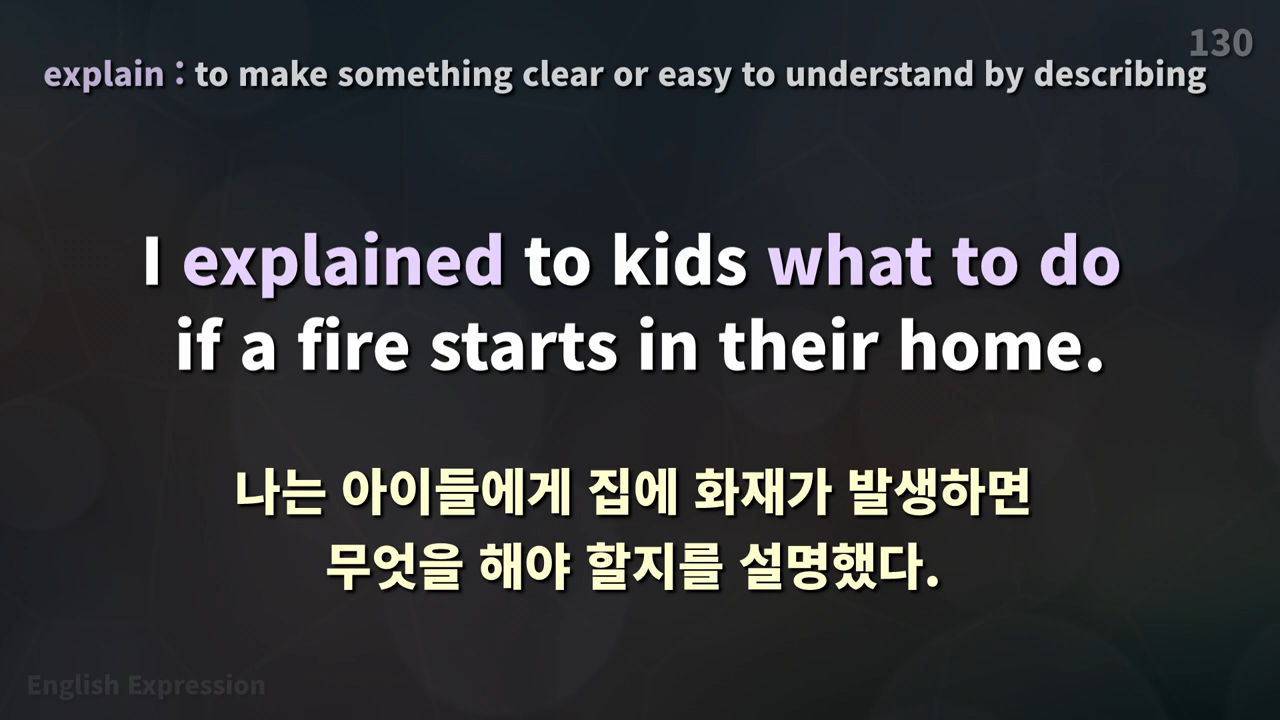 130
explain : to make something clear or easy to understand by describing
I explained to kids what to do
if a fire starts in their home.
나는 아이들에게 집에 화재가 발생하면
무엇을 해야 할지를 설명했다.
English Expression